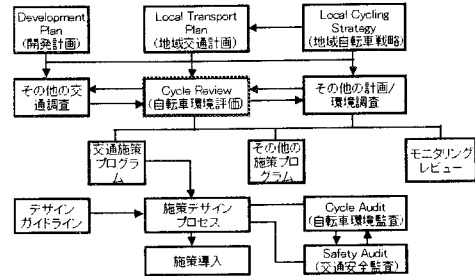 Development
Plan
(開発計画)
Local Transport
Plan
(地域交通計画)
Local Cycling
Strategy
(地域自転車戦略)
その他の交
通調査
Cycle Review
(自転車環境評価)
その他の計画/
環境調査
交通施策
プログラ
ム
その他の
施策プロ
グラム
モニタリング
レビュー
デザイン
ガイドライン
施策デザイン
プロセス
Cycle Audit
(自転車環境監査)
施策導入
Safety Audit
(交通安全監査)